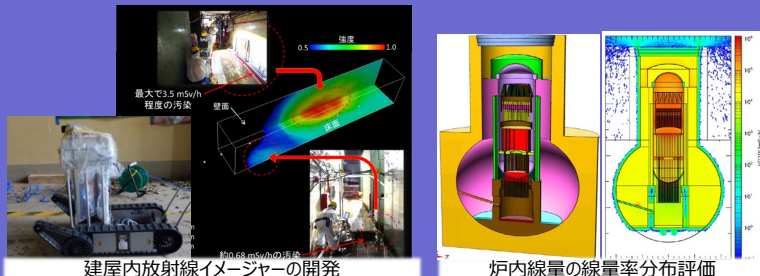 強度
0.5
1.0
最大で3.5 mSv/h
程度の汚染
壁面
床面
約0.68 mSv/hの汚染
建屋内放射線イメージャーの開発
炉内線量の線量率分布評価